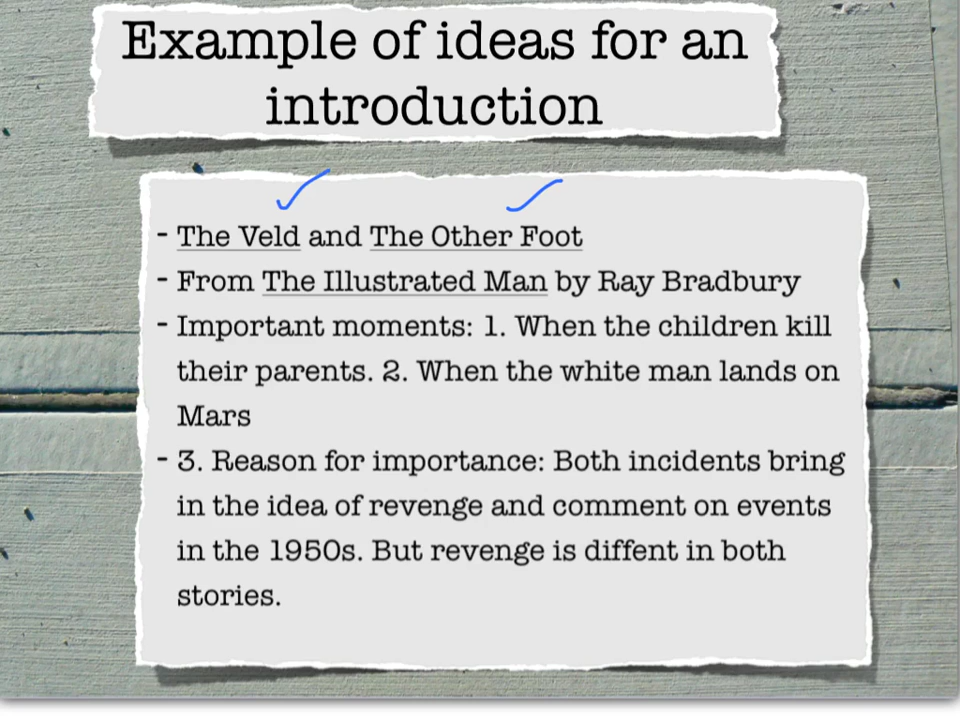 Example of ideas for an
introduction
- The Veld and The Other Foot
- From The Illustrated Man by Ray Bradbury
- Important moments: 1. When the children kill
their parents. 2. When the white man lands on
Mars
- 3. Reason for importance: Both incidents bring
in the idea of revenge and comment on events
in the 1950s. But revenge is diffent in both
stories.